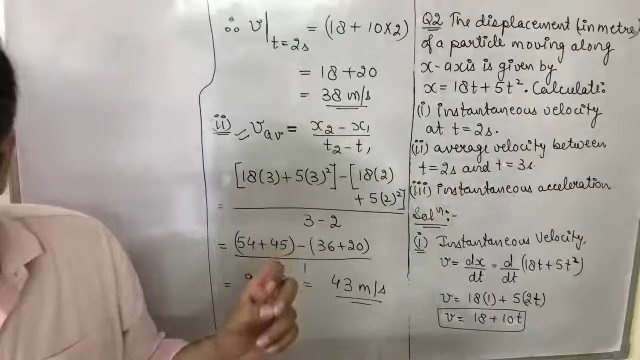 ∴ v|t=2s = (18 + 10×2)
= 18 + 20
= 38 m/s
(ii) vav = x2 − x1 / t2 − t1
= [18(3) + 5(3)²] − [18(2) + 5(2)²] / 3 − 2
= (54 + 45) − (36 + 20) / 1
= 9 = 43 m/s
Q2 The displacement (in metre)
of a particle moving along
x-axis is given by
x = 18t + 5t². Calculate:
(i) instantaneous velocity
at t = 2s.
(ii) average velocity between
t = 2s and t = 3s.
(iii) instantaneous acceleration.
Solⁿ:-
(i) Instantaneous Velocity,
v = dx/dt = d/dt (18t + 5t²)
v = 18(1) + 5(2t)
v = 18 + 10t